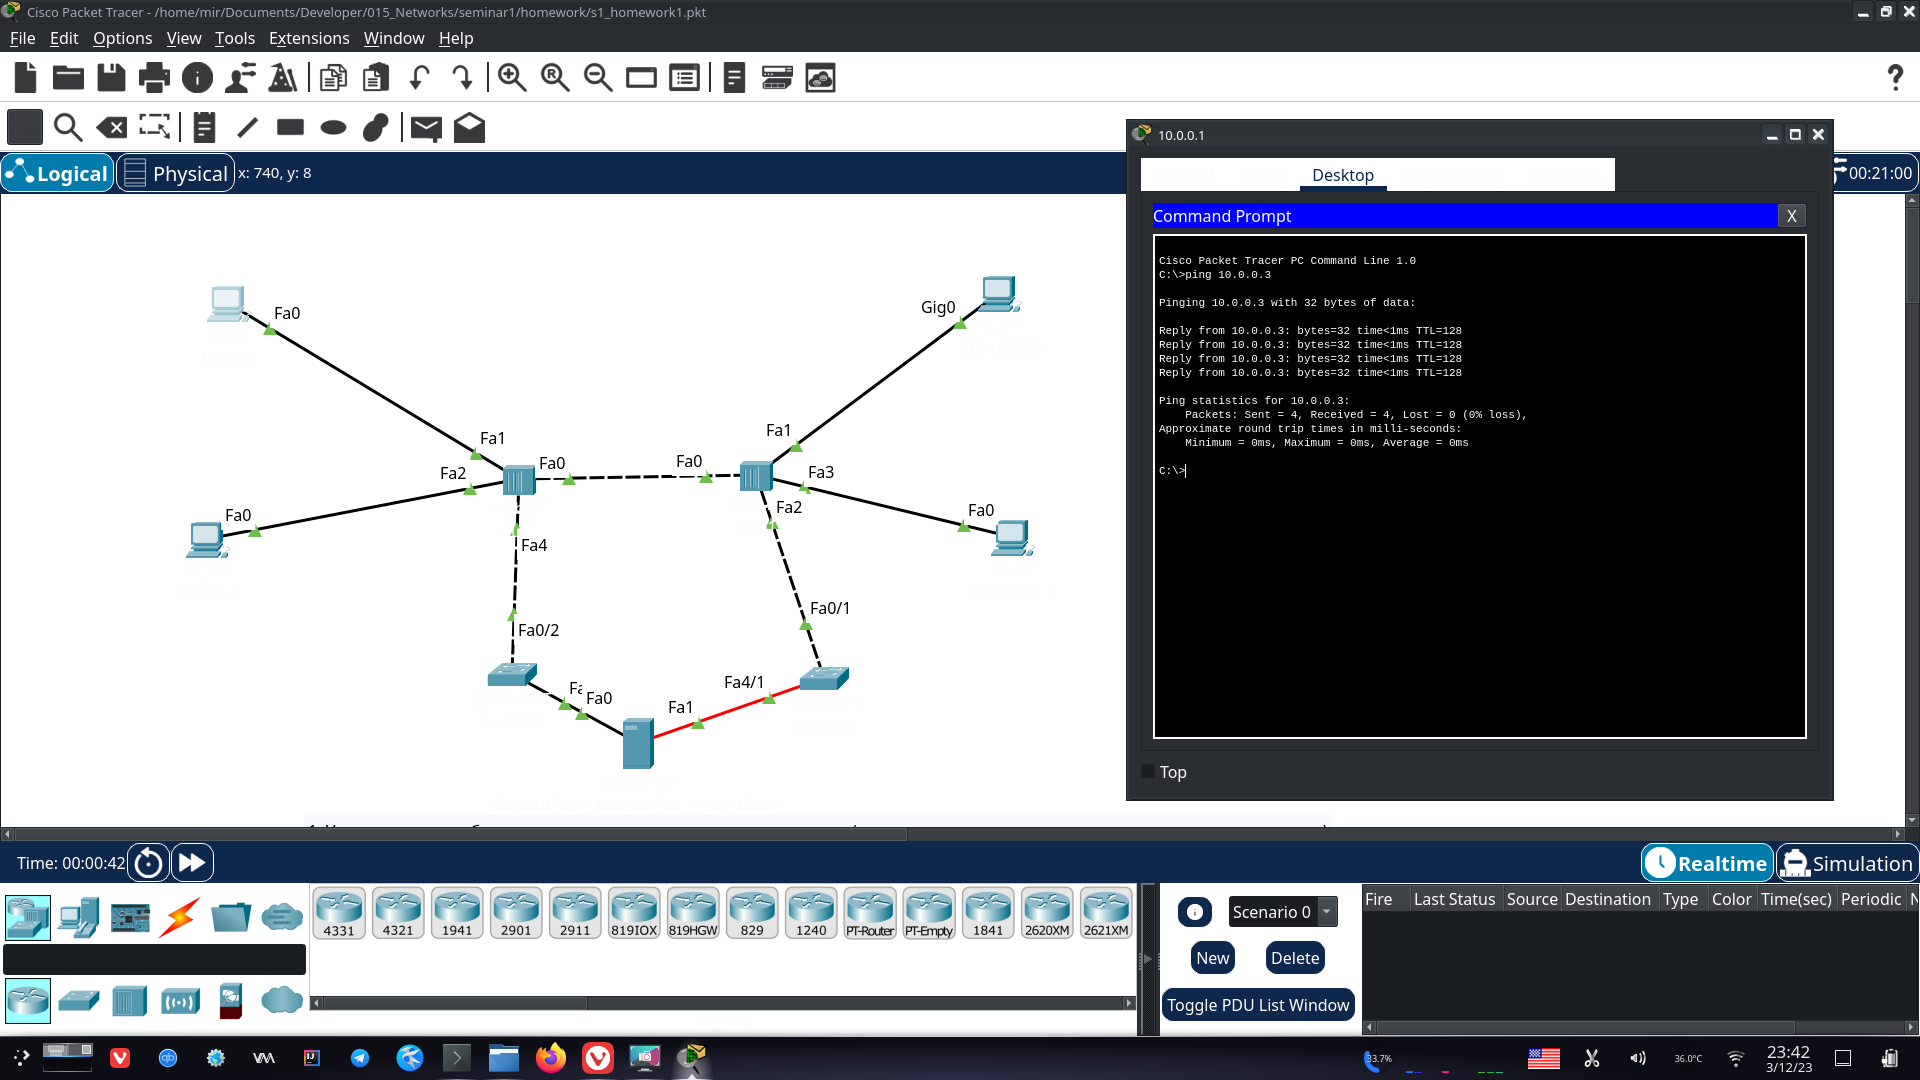 Cisco Packet Tracer - /home/mir/Documents/Developer/015_Networks/seminar1/homework/s1_homework1.pkt
File Edit Options View Tools Extensions Window Help
Logical Physical x: 740, y: 8
00:21:00
10.0.0.1
Desktop
Command Prompt
X
Cisco Packet Tracer PC Command Line 1.0
C:\>ping 10.0.0.3
Pinging 10.0.0.3 with 32 bytes of data:
Reply from 10.0.0.3: bytes=32 time<1ms TTL=128
Reply from 10.0.0.3: bytes=32 time<1ms TTL=128
Reply from 10.0.0.3: bytes=32 time<1ms TTL=128
Reply from 10.0.0.3: bytes=32 time<1ms TTL=128
Ping statistics for 10.0.0.3:
Packets: Sent = 4, Received = 4, Lost = 0 (0% loss),
Approximate round trip times in milli-seconds:
Minimum = 0ms, Maximum = 0ms, Average = 0ms
C:\>
Top
Fa0
Gig0
Fa1
Fa1
Fa2
Fa0
Fa0
Fa3
Fa0
Fa2
Fa0
Fa4
Fa0/1
Fa0/2
Fa4/1
Fa0
Fa1
Time: 00:00:42
Realtime Simulation
4331 4321 1941 2901 2911 819IOX 819HGW 829 1240 PT-Router PT-Empty 1841 2620XM 2621XM
Scenario 0
New Delete
Toggle PDU List Window
Fire Last Status Source Destination Type Color Time(sec) Periodic N
33.7%
36.0°C
23:42
3/12/23